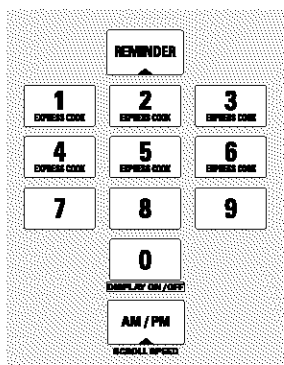 REMINDER
1 2 3
EXPRESS COOK EXPRESS COOK EXPRESS COOK
4 5 6
EXPRESS COOK EXPRESS COOK EXPRESS COOK
7 8 9
0
DISPLAY ON / OFF
AM / PM
SCROLL SPEED